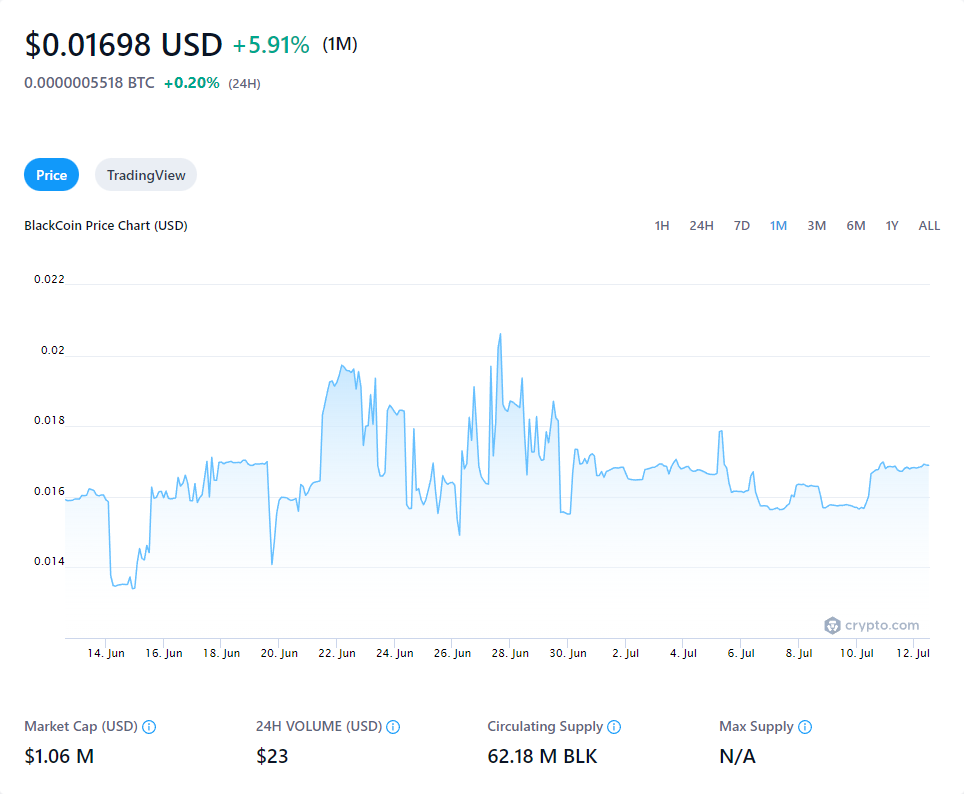 $0.01698 USD +5.91% (1M)
0.0000005518 BTC +0.20% (24H)
Price TradingView
BlackCoin Price Chart (USD) 1H 24H 7D 1M 3M 6M 1Y ALL
0.022
0.02
0.018
0.016
0.014
crypto.com
14. Jun 16. Jun 18. Jun 20. Jun 22. Jun 24. Jun 26. Jun 28. Jun 30. Jun 2. Jul 4. Jul 6. Jul 8. Jul 10. Jul 12. Jul
Market Cap (USD) 24H VOLUME (USD) Circulating Supply Max Supply
$1.06 M $23 62.18 M BLK N/A